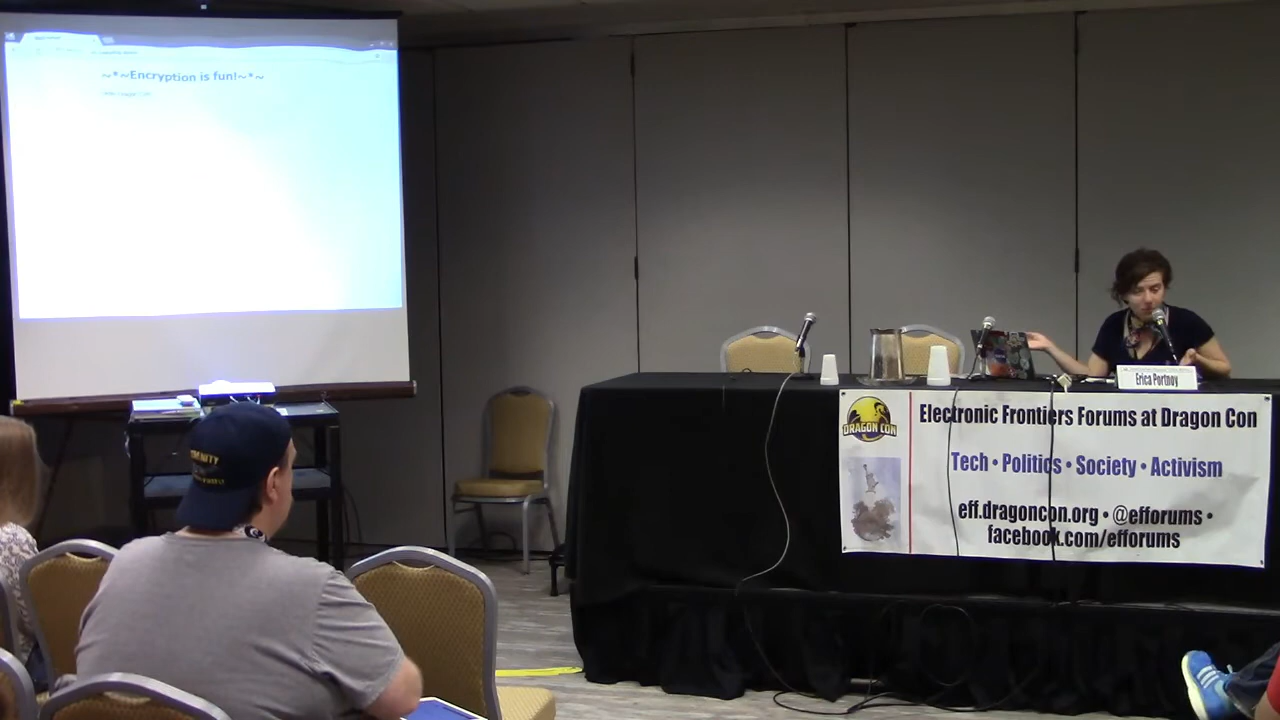 ~*~Encryption is fun!~*~
Erica Portnoy
DRAGON CON
Electronic Frontiers Forums at Dragon Con
Tech • Politics • Society • Activism
eff.dragoncon.org • @efforums •
facebook.com/efforums